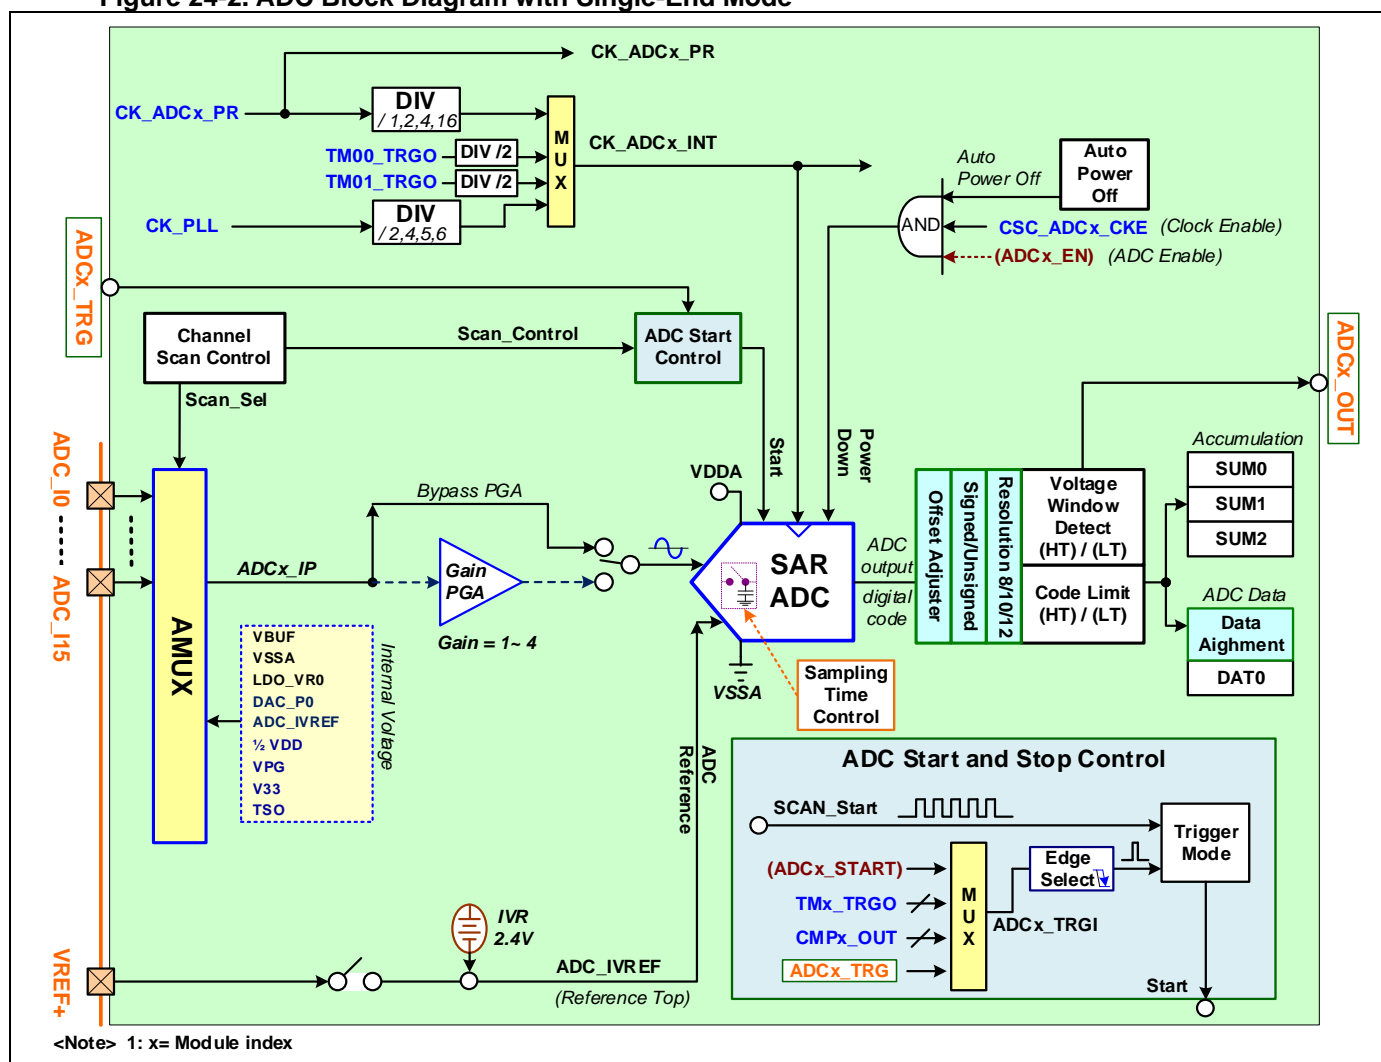 Figure 24-2. ADC Block Diagram with Single-End Mode
CK_ADCx_PR
CK_ADCx_PR
DIV
/ 1,2,4,16
TM00_TRGO
DIV /2
TM01_TRGO
DIV /2
CK_PLL
DIV
/ 2,4,5,6
MUX
CK_ADCx_INT
Auto
Power Off
Auto
Power
Off
AND
CSC_ADCx_CKE
(Clock Enable)
(ADCx_EN)
(ADC Enable)
ADCx_TRG
Channel
Scan Control
Scan_Control
ADC Start
Control
Scan_Sel
Start
Power
Down
ADCx_OUT
ADC_I0
ADC_I15
AMUX
ADCx_IP
Bypass PGA
Gain
PGA
Gain = 1~ 4
VDDA
SAR
ADC
VSSA
ADC
output
digital
code
Offset Adjuster
Signed/Unsigned
Resolution 8/10/12
Voltage
Window
Detect
(HT) / (LT)
Code Limit
(HT) / (LT)
Accumulation
SUM0
SUM1
SUM2
ADC Data
Data
Aighment
DAT0
VBUF
VSSA
LDO_VR0
DAC_P0
ADC_IVREF
½ VDD
VPG
V33
TSO
Internal Voltage
Sampling
Time
Control
ADC
Reference
IVR
2.4V
VREF+
ADC_IVREF
(Reference Top)
ADC Start and Stop Control
SCAN_Start
(ADCx_START)
TMx_TRGO
CMPx_OUT
ADCx_TRG
MUX
ADCx_TRGI
Edge
Select
Trigger
Mode
Start
<Note> 1: x= Module index